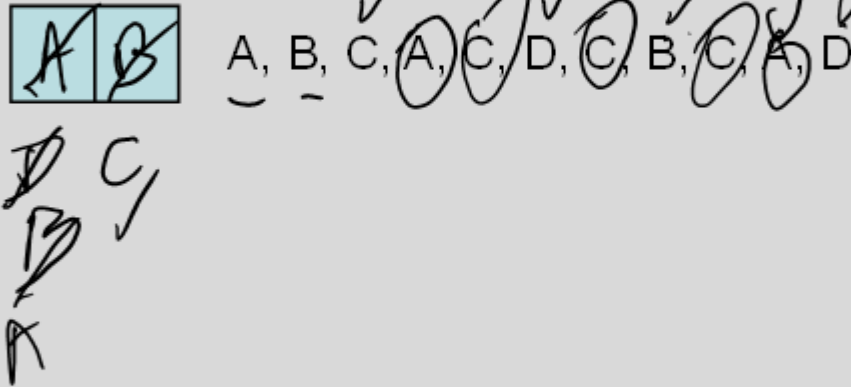 A B A, B, C, A, C, D, C, B, C, A, D
D C
B
A